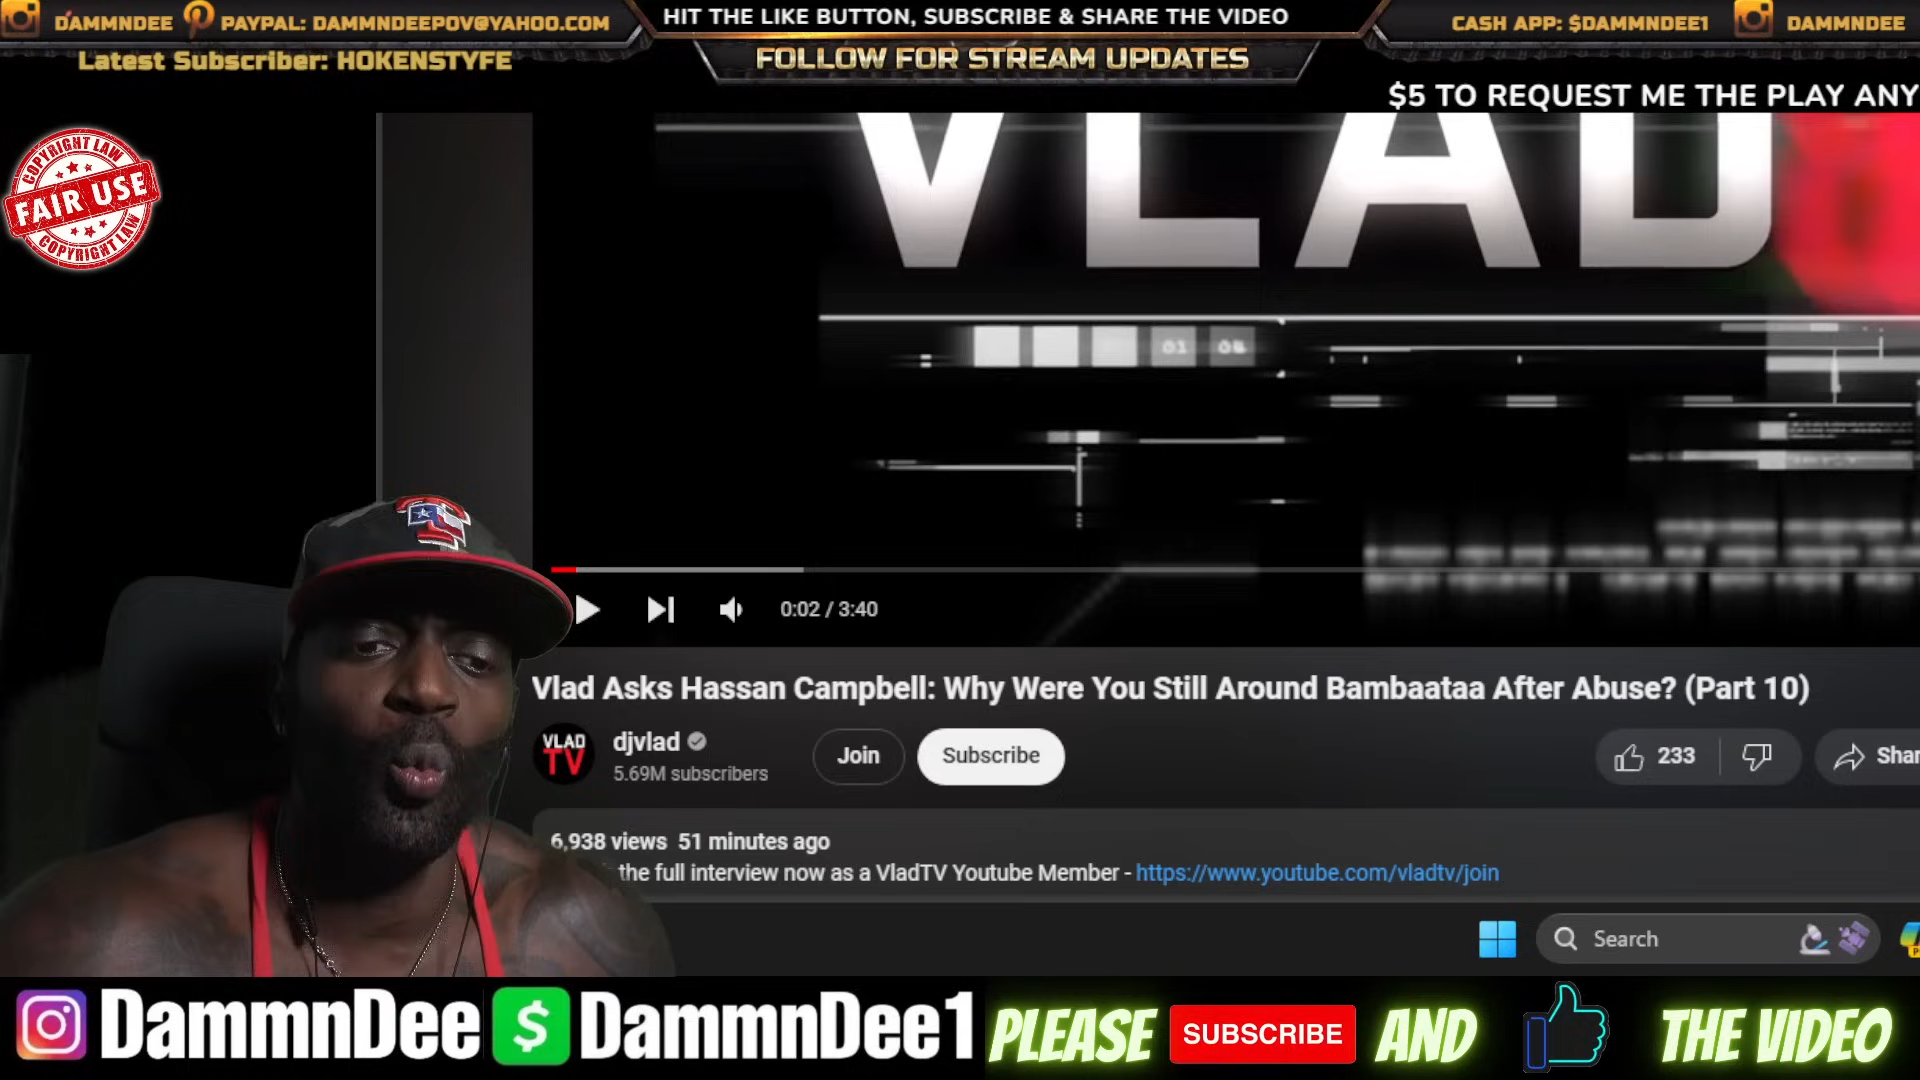 DAMMNDEE
PAYPAL: DAMMNDEEPOV@YAHOO.COM
HIT THE LIKE BUTTON, SUBSCRIBE & SHARE THE VIDEO
CASH APP: $DAMMNDEE1
DAMMNDEE
Latest Subscriber: HOKENSTYFE
FOLLOW FOR STREAM UPDATES
$5 TO REQUEST ME THE PLAY ANY
COPYRIGHT LAW
FAIR USE
COPYRIGHT LAW
VLAD
01 08
0:02 / 3:40
Vlad Asks Hassan Campbell: Why Were You Still Around Bambaataa After Abuse? (Part 10)
VLAD
TV
djvlad
5.69M subscribers
Join
Subscribe
233
Shar
6,938 views 51 minutes ago
the full interview now as a VladTV Youtube Member - https://www.youtube.com/vladtv/join
Search
DammnDee
$
DammnDee1
PLEASE
SUBSCRIBE
AND
THE VIDEO